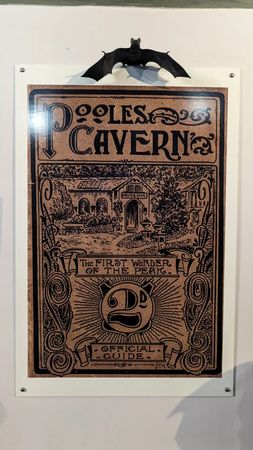 POOLES
CAVERN
THE FIRST WONDER
OF THE PEAK.
2D
OFFICIAL
GUIDE